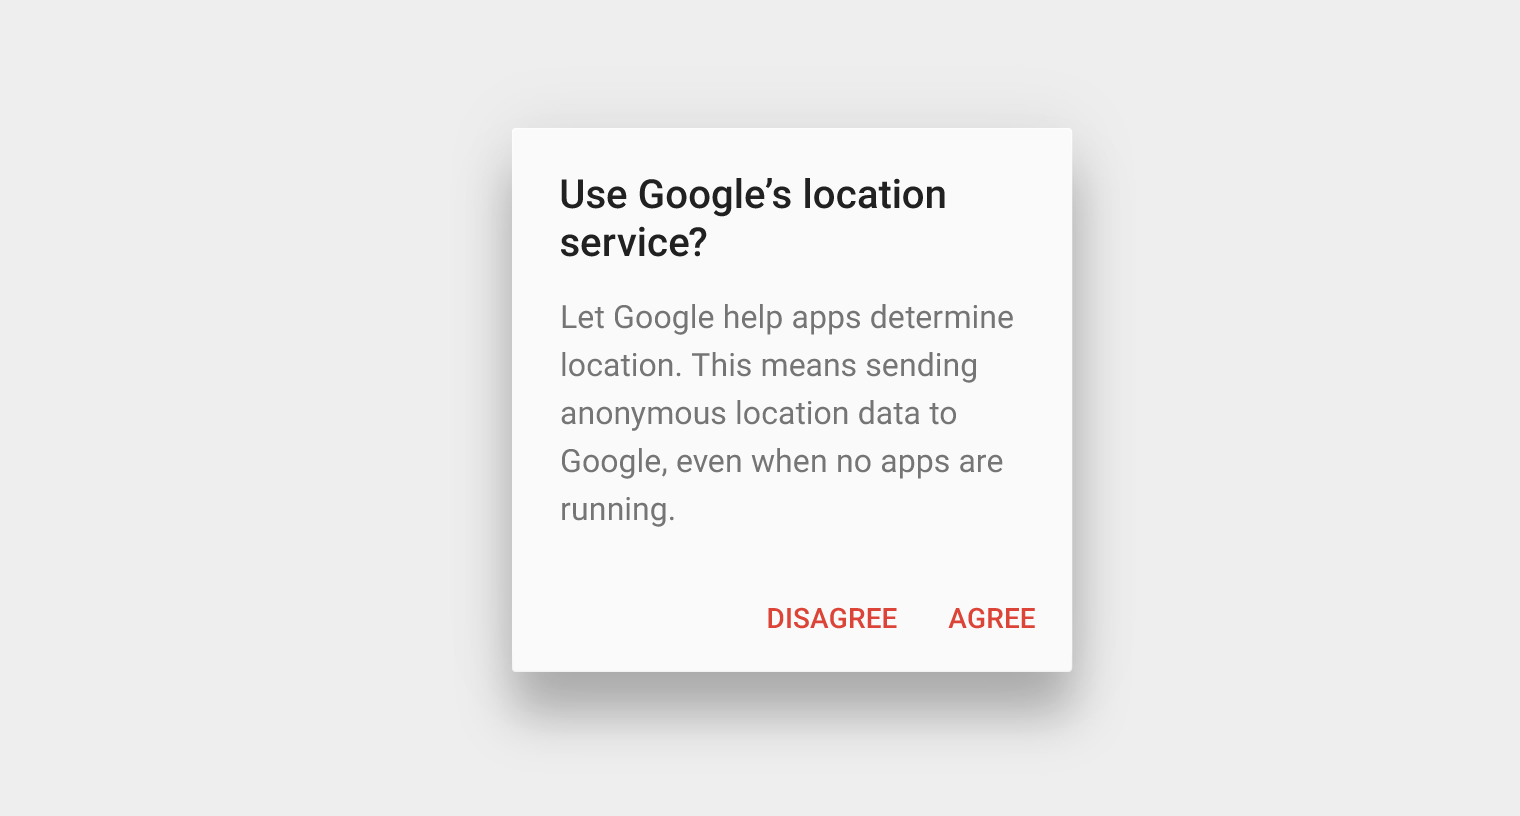 Use Google’s location
service?
Let Google help apps determine
location. This means sending
anonymous location data to
Google, even when no apps are
running.
DISAGREE AGREE